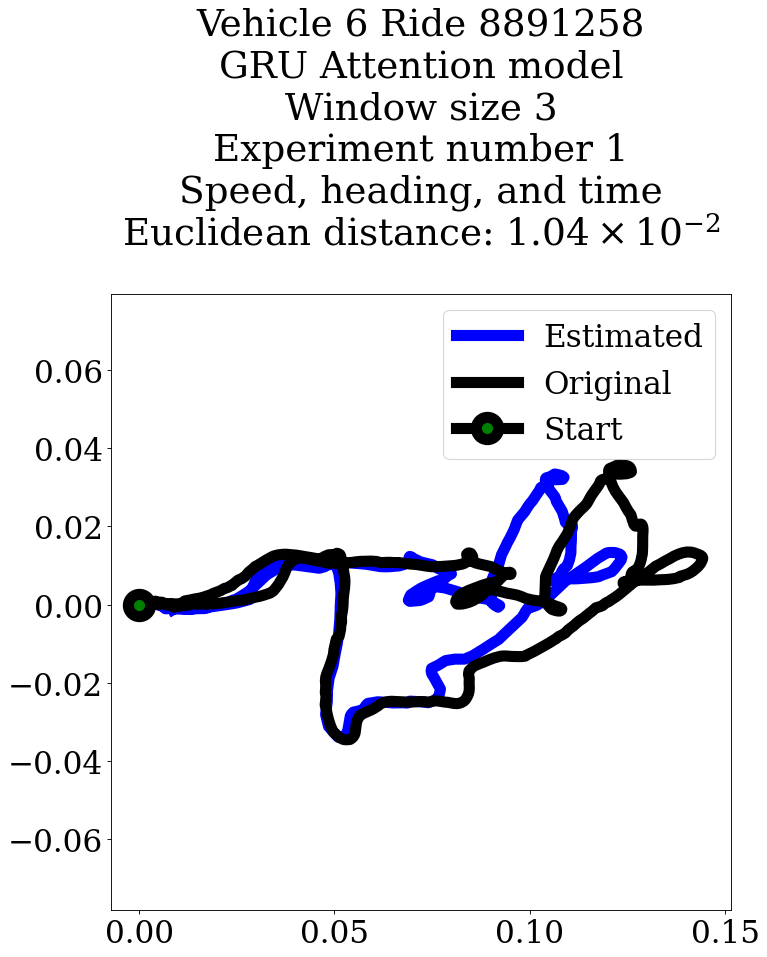 Vehicle 6 Ride 8891258
GRU Attention model
Window size 3
Experiment number 1
Speed, heading, and time
Euclidean distance: 1.04 × 10⁻²
Estimated
Original
Start
0.06
0.04
0.02
0.00
−0.02
−0.04
−0.06
0.00 0.05 0.10 0.15